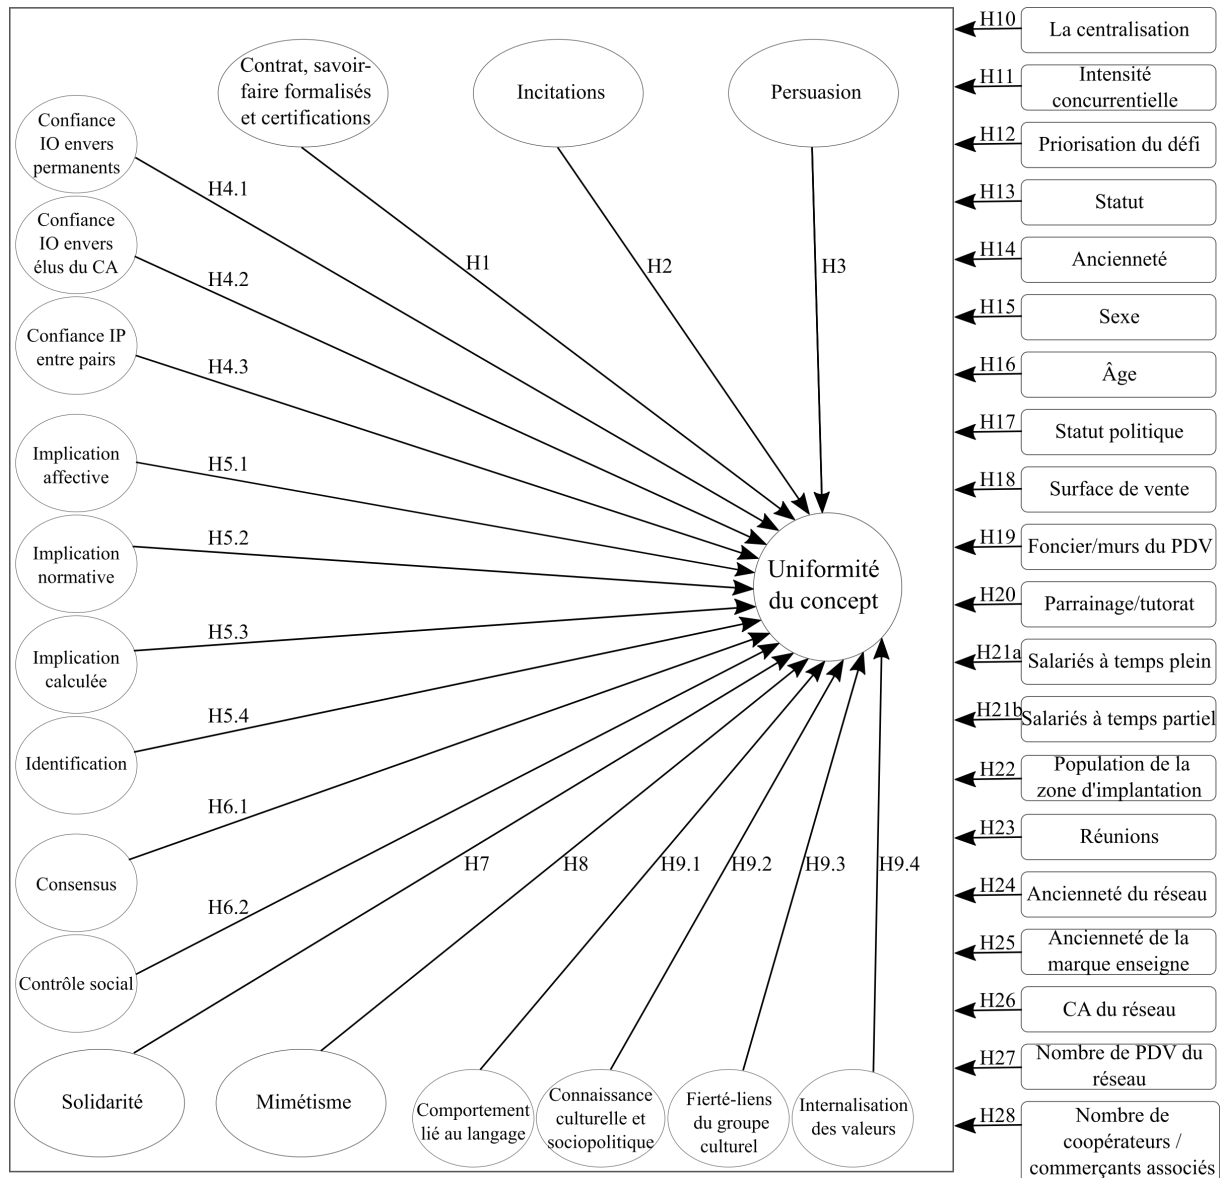 Contrat, savoir-
faire formalisés
et certifications
Incitations
Persuasion
Confiance
IO envers
permanents
Confiance
IO envers
élus du CA
Confiance IP
entre pairs
Implication
affective
Implication
normative
Implication
calculée
Identification
Consensus
Contrôle social
Solidarité
Mimétisme
Comportement
lié au langage
Connaissance
culturelle et
sociopolitique
Fierté-liens
du groupe
culturel
Internalisation
des valeurs
Uniformité
du concept
H4.1
H4.2
H4.3
H1
H2
H3
H5.1
H5.2
H5.3
H5.4
H6.1
H6.2
H7
H8
H9.1
H9.2
H9.3
H9.4
H10
La centralisation
H11
Intensité
concurrentielle
H12
Priorisation du défi
H13
Statut
H14
Ancienneté
H15
Sexe
H16
Âge
H17
Statut politique
H18
Surface de vente
H19
Foncier/murs du PDV
H20
Parrainage/tutorat
H21a
Salariés à temps plein
H21b
Salariés à temps partiel
H22
Population de la
zone d'implantation
H23
Réunions
H24
Ancienneté du réseau
H25
Ancienneté de la
marque enseigne
H26
CA du réseau
H27
Nombre de PDV du
réseau
H28
Nombre de
coopérateurs /
commerçants associés